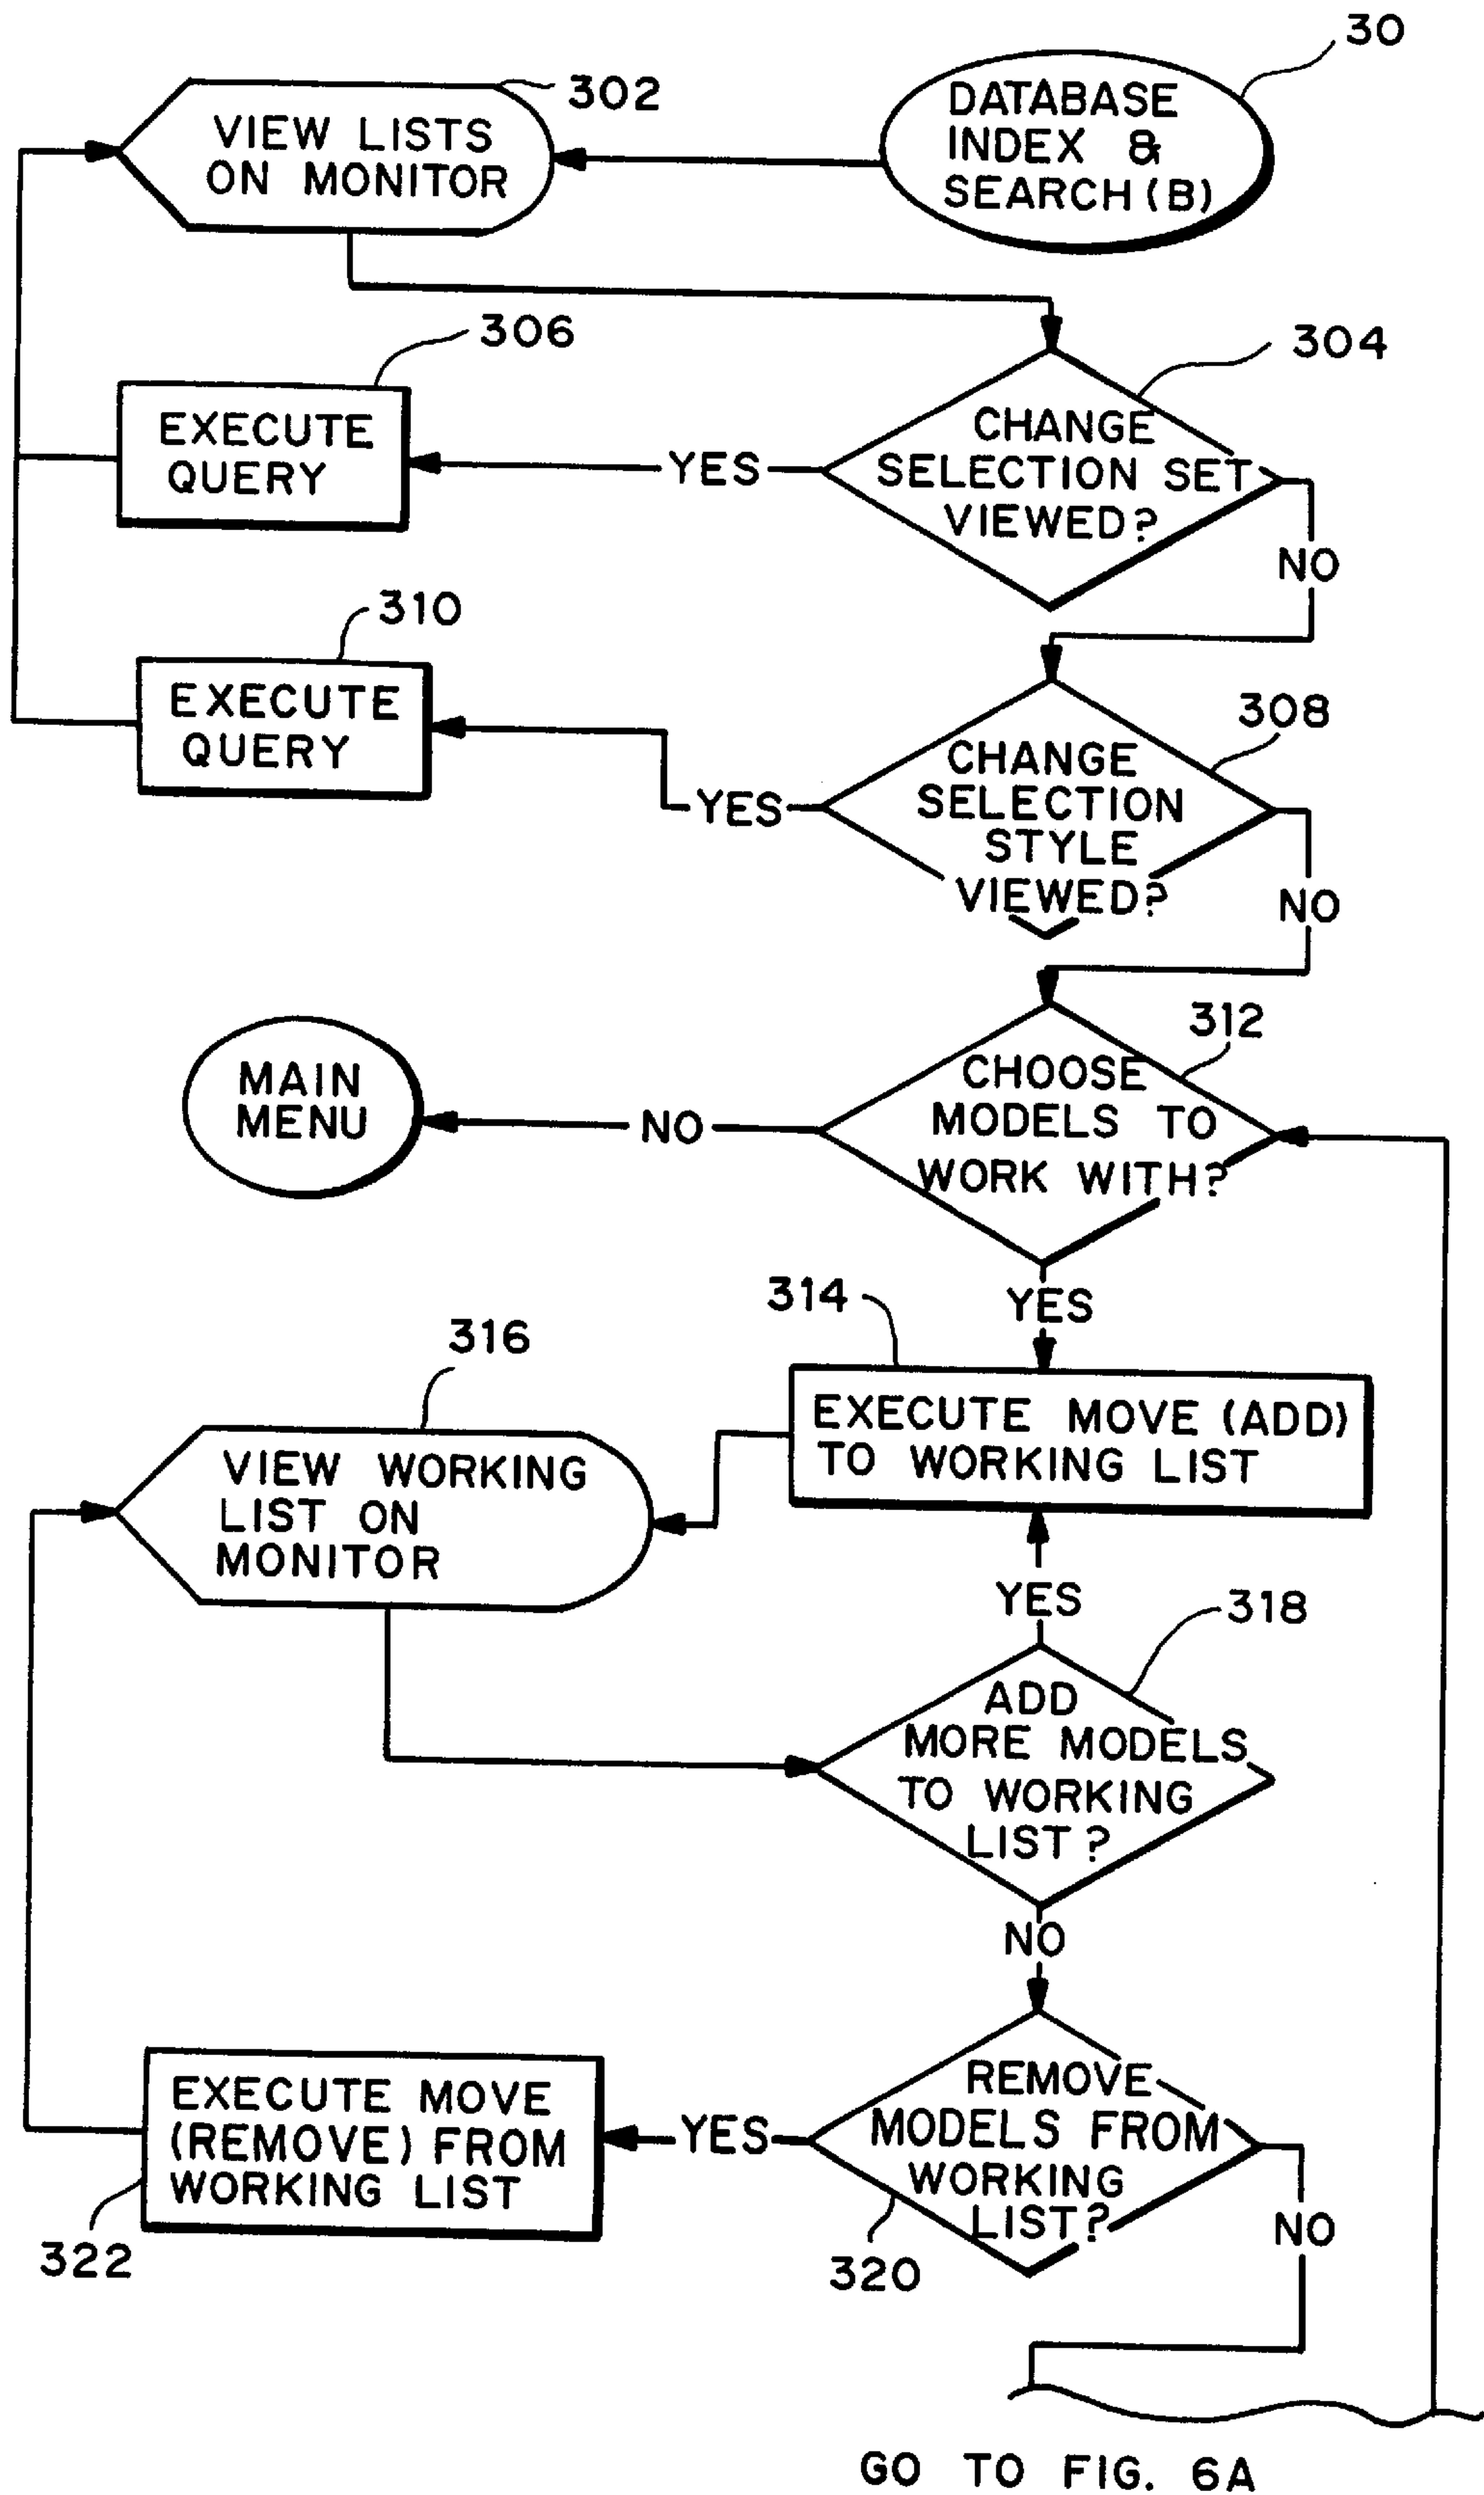 30
302
VIEW LISTS
ON MONITOR
DATABASE
INDEX &
SEARCH (B)
306
304
EXECUTE
QUERY
YES
CHANGE
SELECTION SET
VIEWED?
NO
310
308
EXECUTE
QUERY
YES
CHANGE
SELECTION
STYLE
VIEWED?
NO
312
MAIN
MENU
NO
CHOOSE
MODELS TO
WORK WITH?
314
YES
316
EXECUTE MOVE (ADD)
TO WORKING LIST
VIEW WORKING
LIST ON
MONITOR
YES
318
ADD
MORE MODELS
TO WORKING
LIST?
NO
EXECUTE MOVE
(REMOVE) FROM
WORKING LIST
YES
REMOVE
MODELS FROM
WORKING
LIST?
NO
322
320
GO TO FIG. 6A